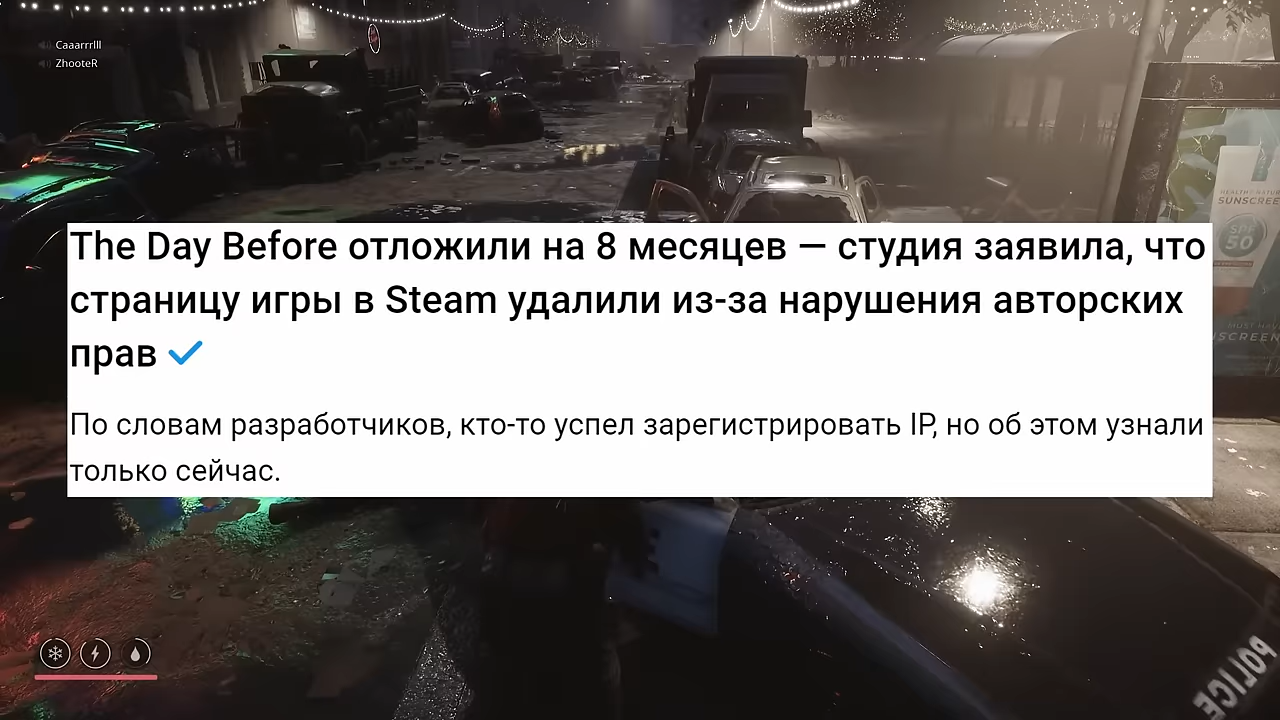 Caaarrrlll
ZhooteR
The Day Before отложили на 8 месяцев — студия заявила, что
страницу игры в Steam удалили из-за нарушения авторских
прав
По словам разработчиков, кто-то успел зарегистрировать IP, но об этом узнали
только сейчас.
SUNSCREE
SPF
50
POLICE